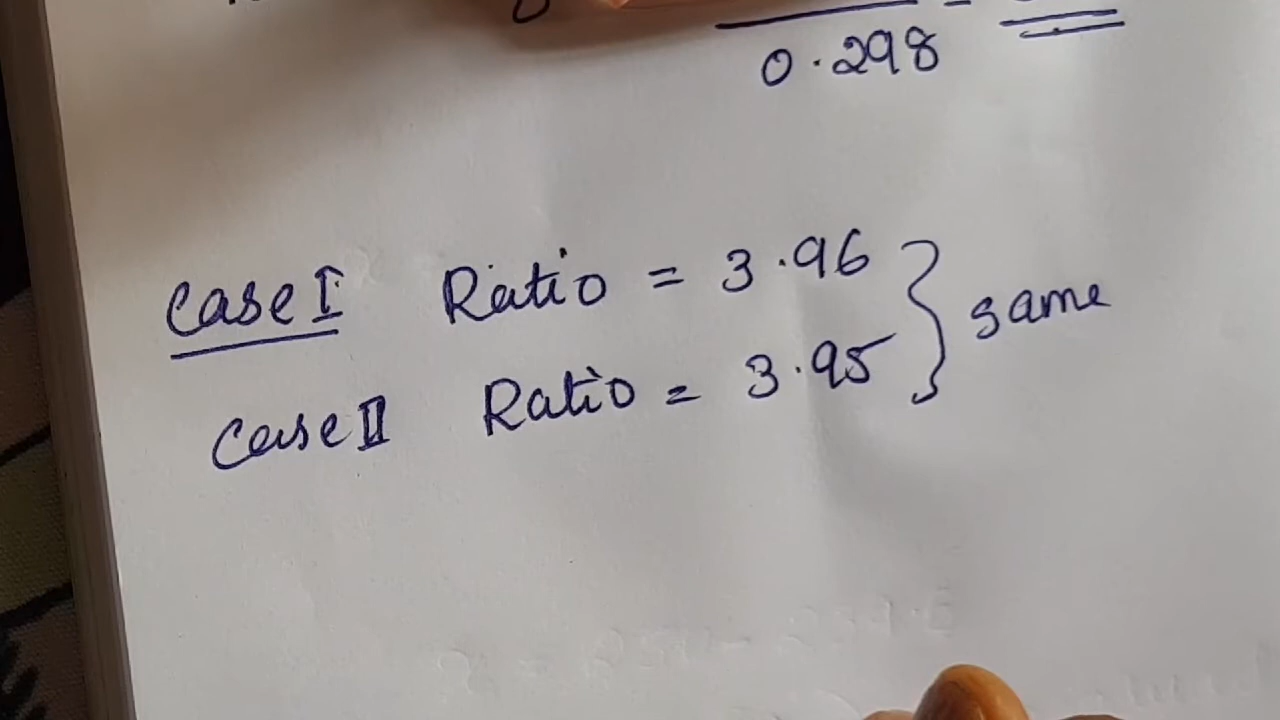 0.298
Case I Ratio = 3.96
Case II Ratio = 3.95
} same